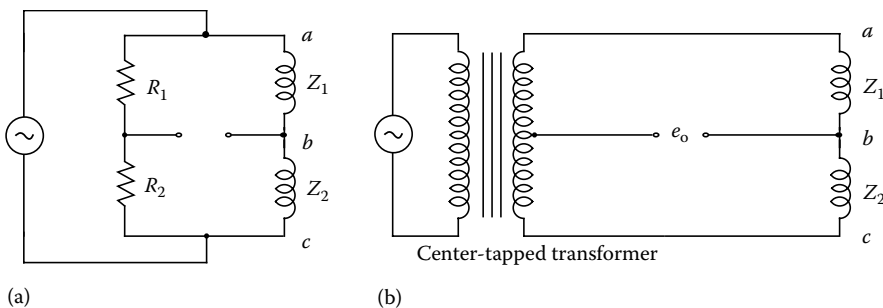 a
R1
Z1
b
R2
Z2
c
(a)
a
Z1
eo
b
Z2
c
Center-tapped transformer
(b)